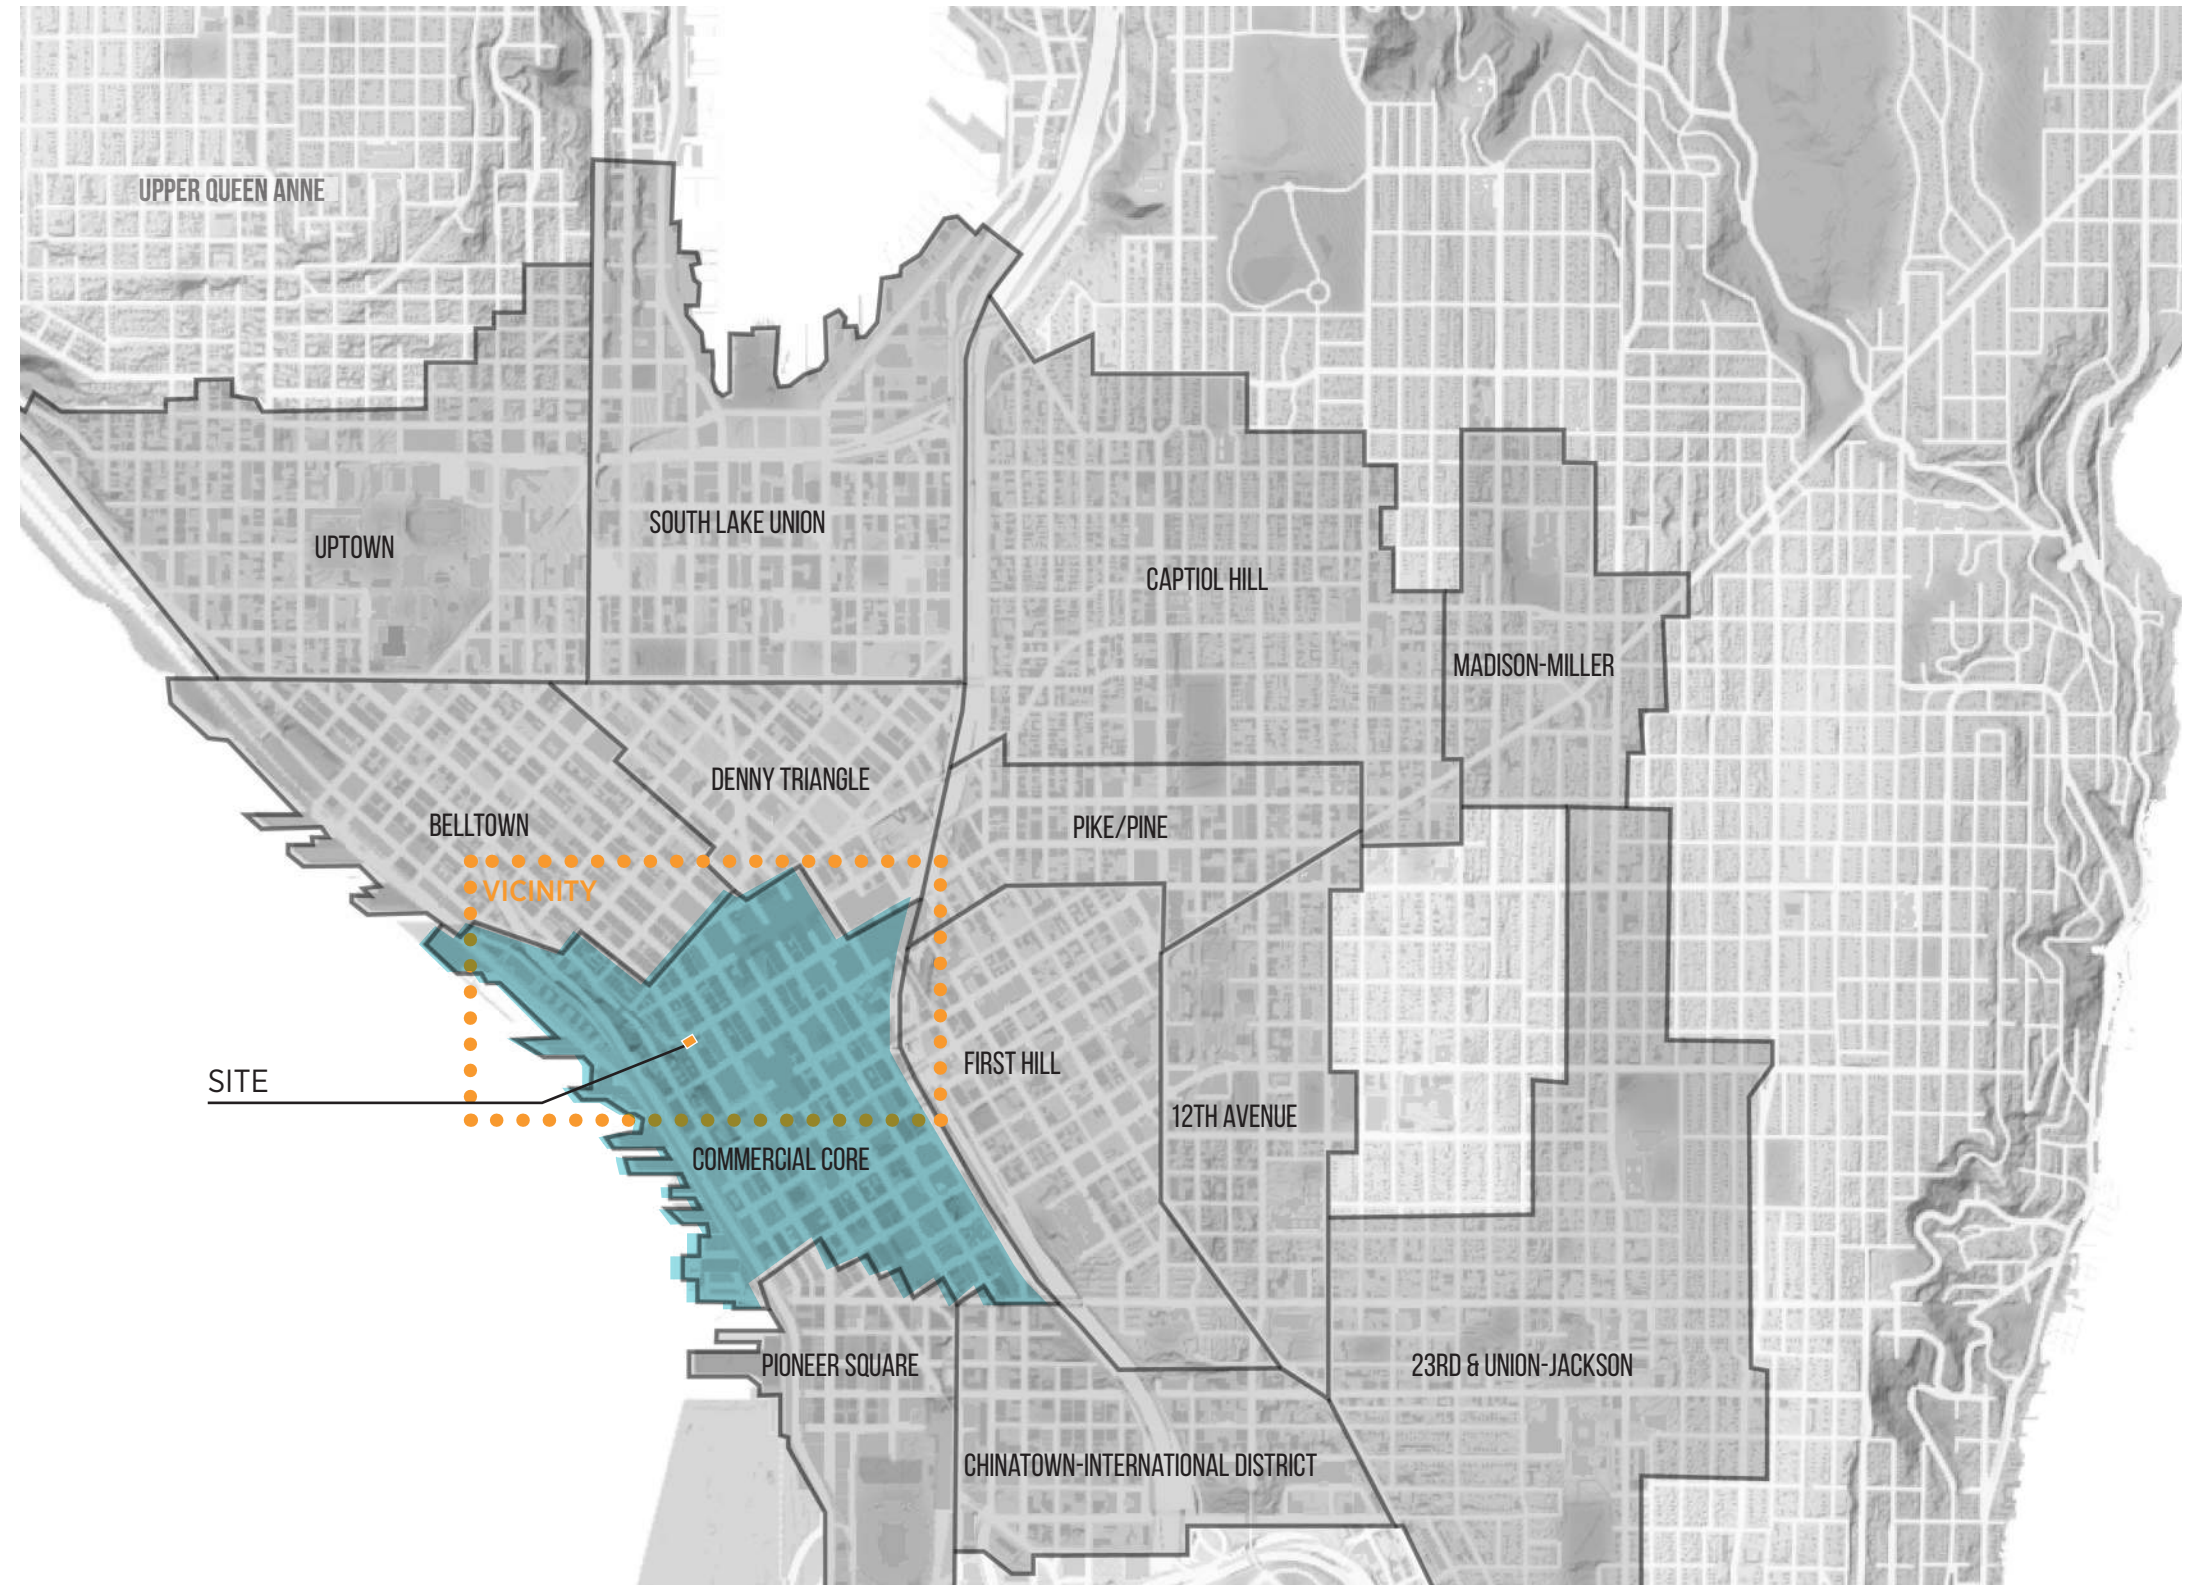 UPPER QUEEN ANNE
SOUTH LAKE UNION
UPTOWN
CAPTIOL HILL
MADISON-MILLER
DENNY TRIANGLE
BELLTOWN
PIKE/PINE
VICINITY
FIRST HILL
SITE
12TH AVENUE
COMMERCIAL CORE
PIONEER SQUARE
23RD & UNION-JACKSON
CHINATOWN-INTERNATIONAL DISTRICT